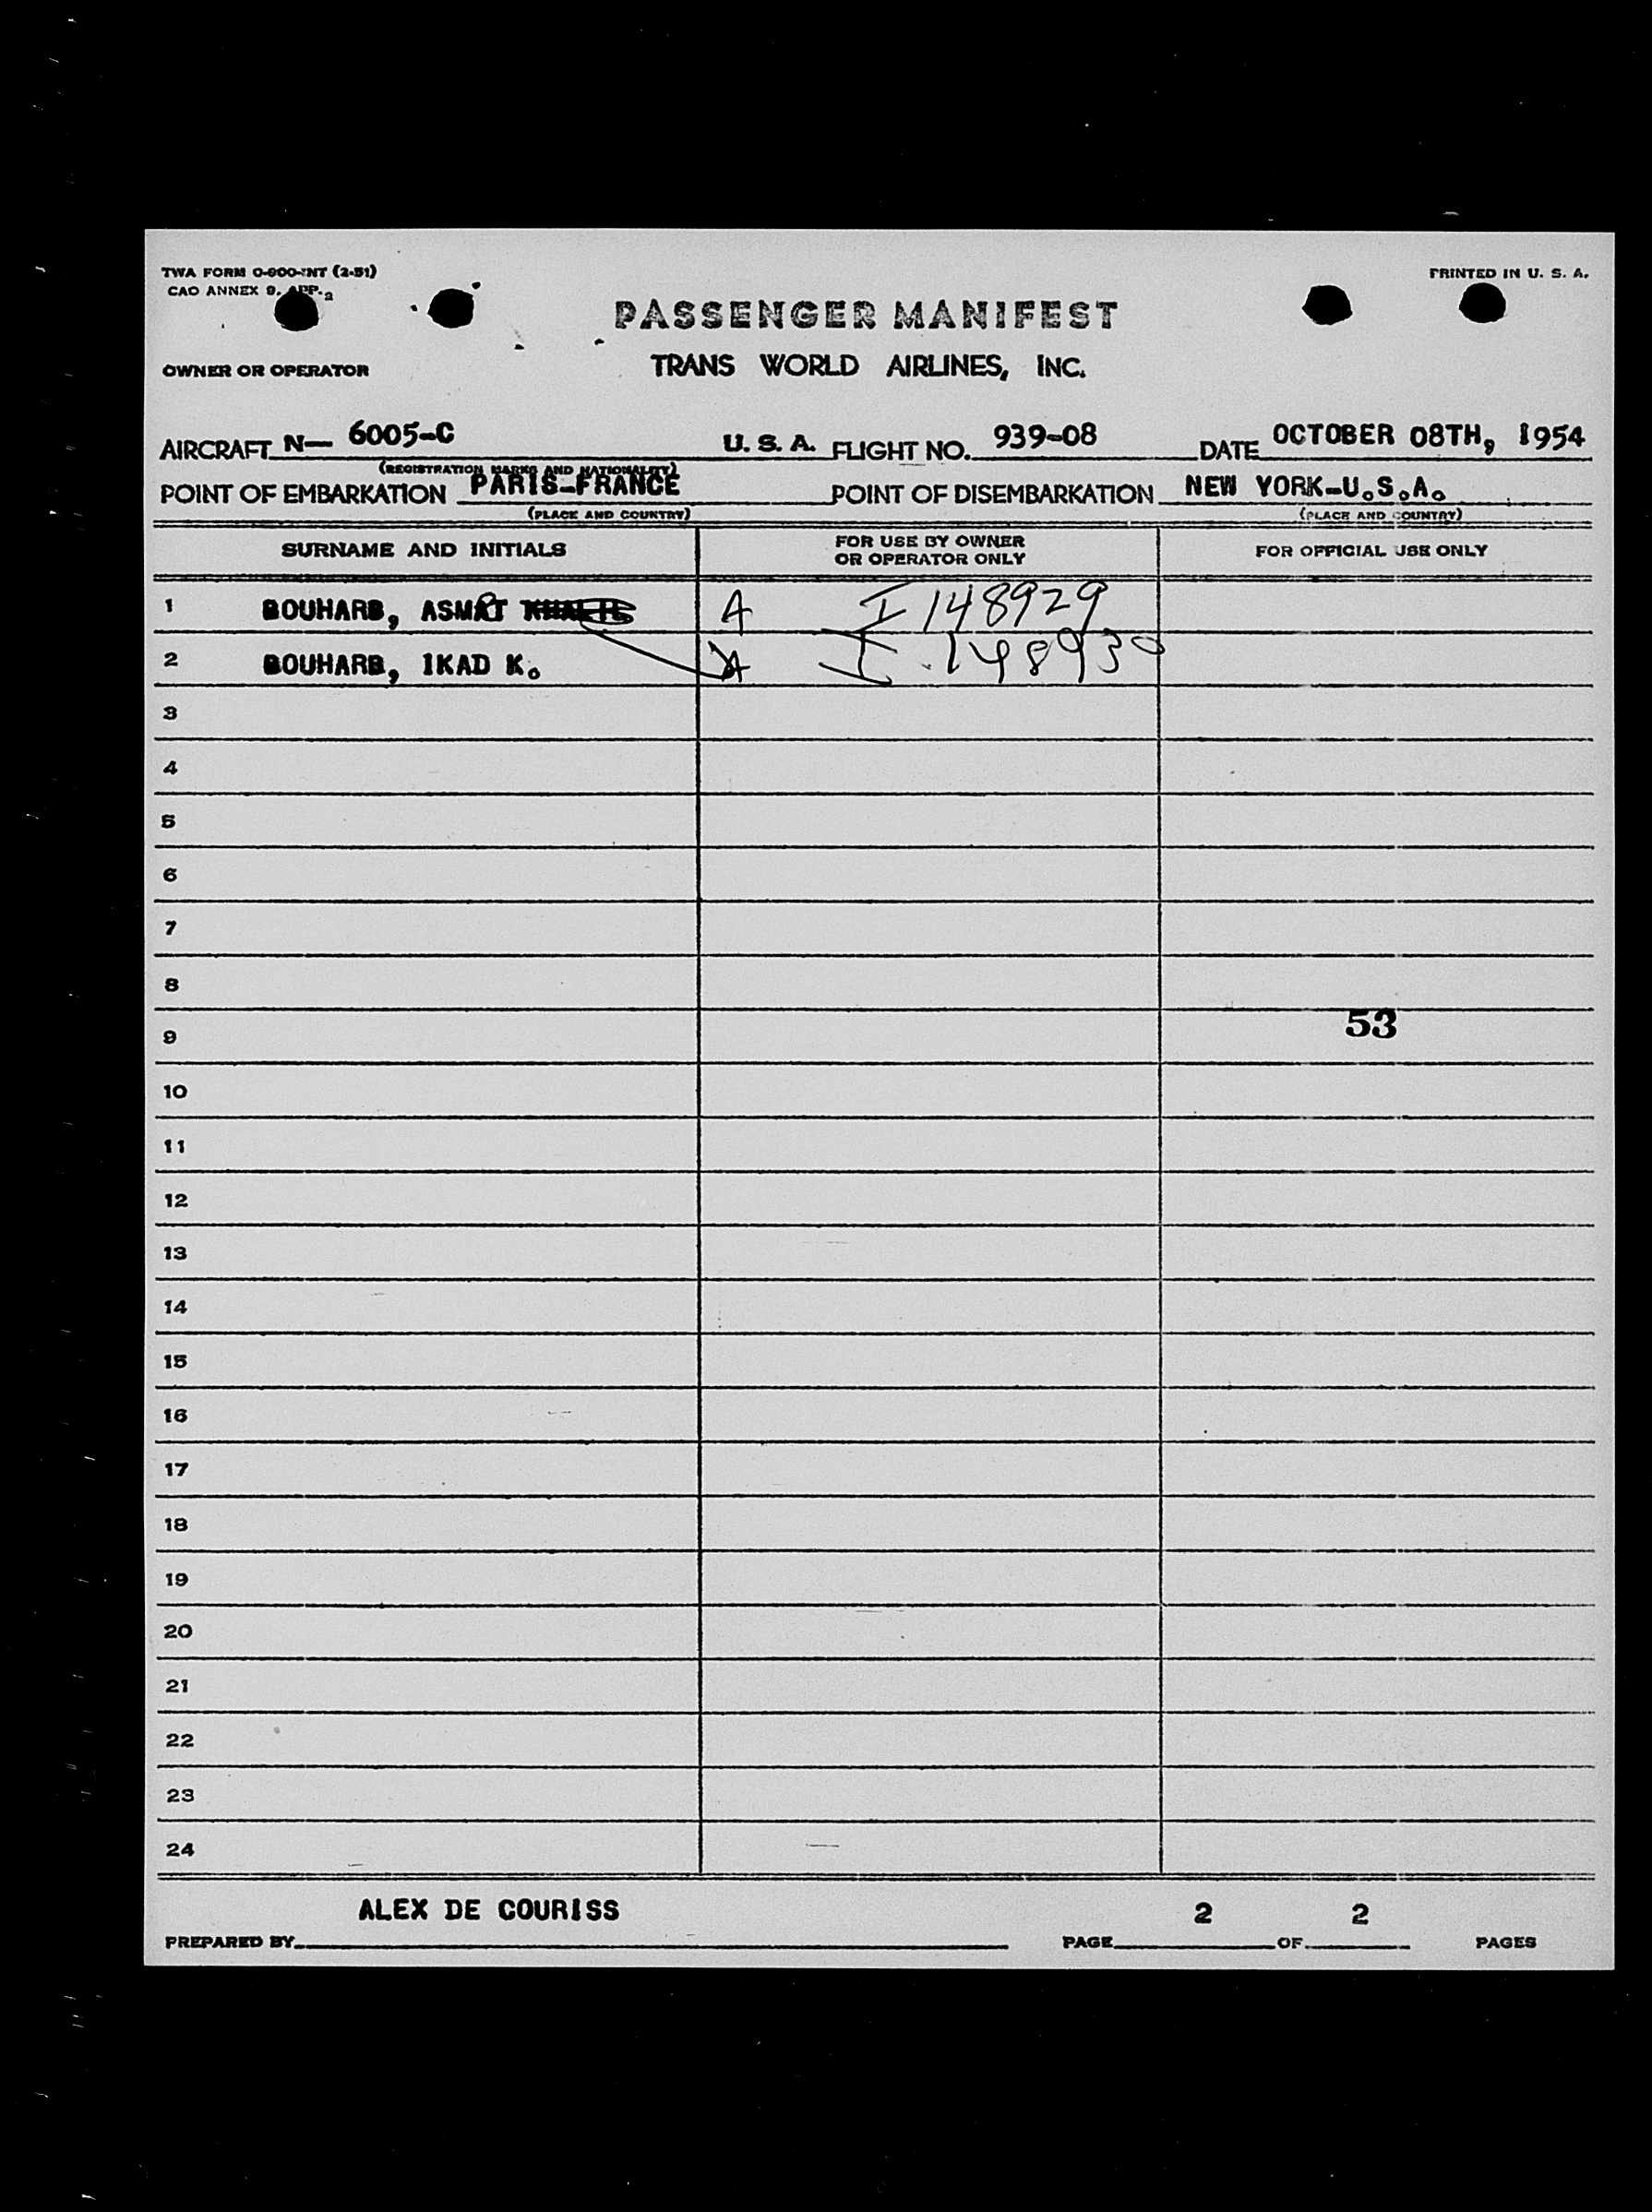 TWA FORM O-900-INT (2-51)
PRINTED IN U. S. A.
CAO ANNEX 9, APP. 2
PASSENGER MANIFEST
OWNER OR OPERATOR
TRANS WORLD AIRLINES, INC.
AIRCRAFT N— 6005-C U. S. A. FLIGHT NO. 939-08 DATE OCTOBER 08TH, 1954
(REGISTRATION MARKS AND NATIONALITY)
POINT OF EMBARKATION PARIS-FRANCE POINT OF DISEMBARKATION NEW YORK-U.S.A.
(PLACE AND COUNTRY) (PLACE AND COUNTRY)
SURNAME AND INITIALS FOR USE BY OWNER OR OPERATOR ONLY FOR OFFICIAL USE ONLY
1 BOUHARB, ASMAT A I 148929
2 BOUHARB, IKAD K. A I 148930
3
4
5
6
7
8
9 53
10
11
12
13
14
15
16
17
18
19
20
21
22
23
24
ALEX DE COURISS 2 2
PREPARED BY PAGE OF PAGES